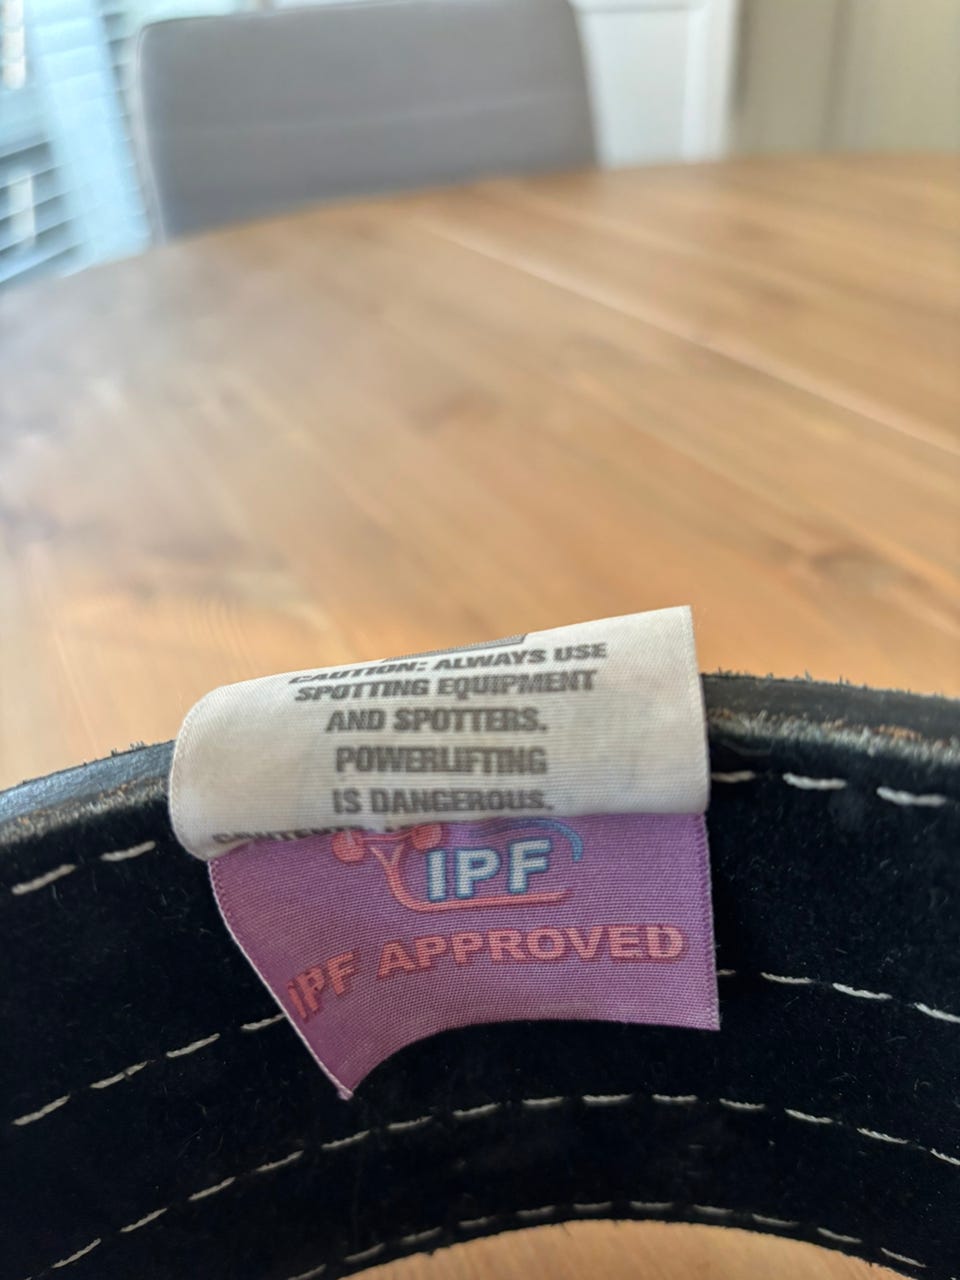 CAUTION: ALWAYS USE
SPOTTING EQUIPMENT
AND SPOTTERS.
POWERLIFTING
IS DANGEROUS.
IPF
IPF APPROVED